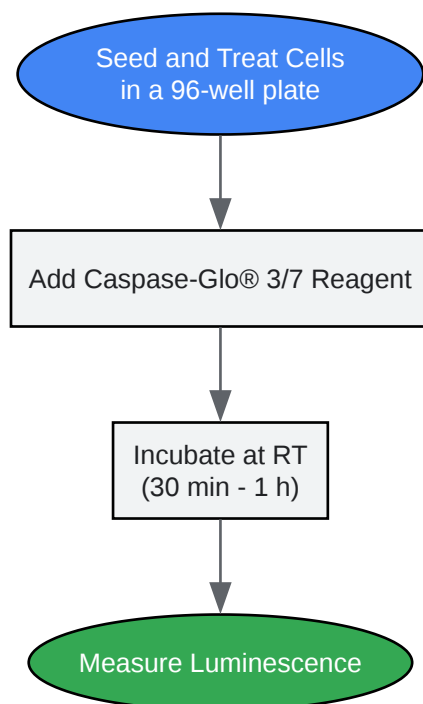 Seed and Treat Cells
in a 96-well plate
Add Caspase-Glo® 3/7 Reagent
Incubate at RT
(30 min - 1 h)
Measure Luminescence